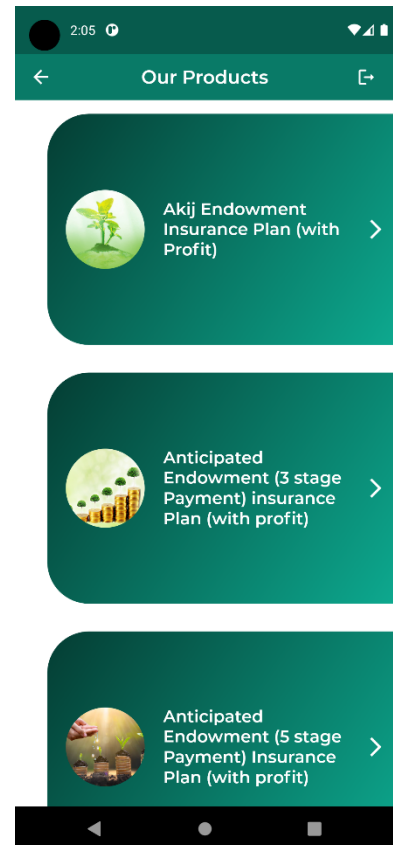 2:05
Our Products
Akij Endowment
Insurance Plan (with
Profit)
Anticipated
Endowment (3 stage
Payment) insurance
Plan (with profit)
Anticipated
Endowment (5 stage
Payment) Insurance
Plan (with profit)